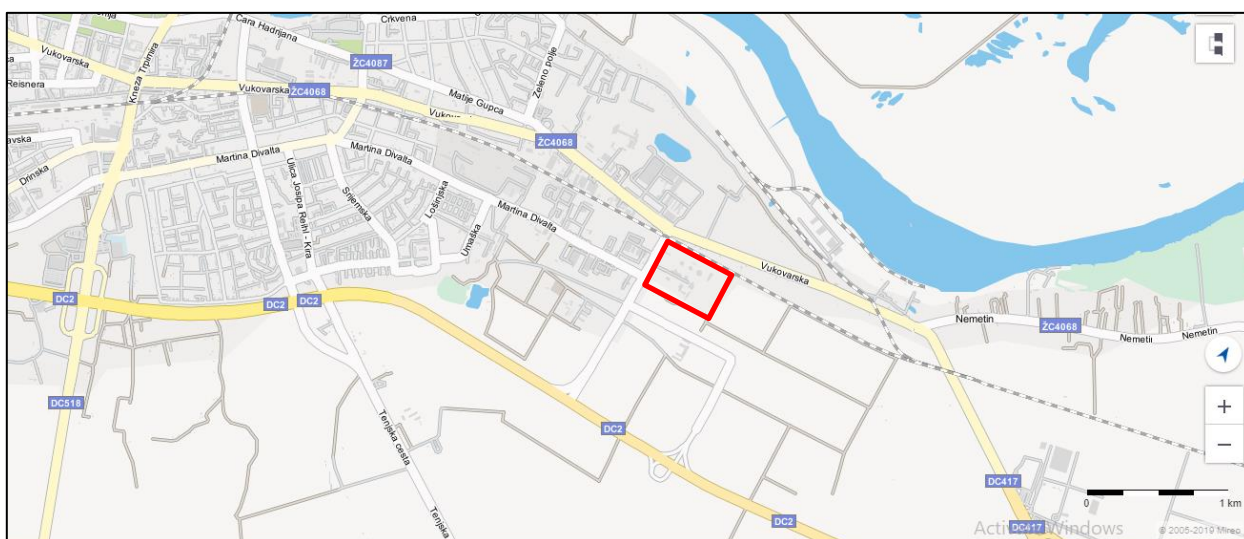 Crkvena
Cara Hadrijana
Vukovarska
Kneza Trpimira
Reisnera
ŽC4087
Zeleno polje
Vukovarska
ŽC4068
Matije Gupca
Vukovarska
ŽC4068
Martina Divalta
Martina Divalta
Drinska
Ulica Josipa Reihl - Kira
Srijemska
Lošinjska
Umaška
Martina Divalta
Vukovarska
DC2
DC2
DC2
Nemetin
ŽC4068
Nemetin
DC518
Tenjska cesta
DC2
Tenjska
DC2
DC417
DC417
0
1 km
Windows
© 2005-2019 Mireo